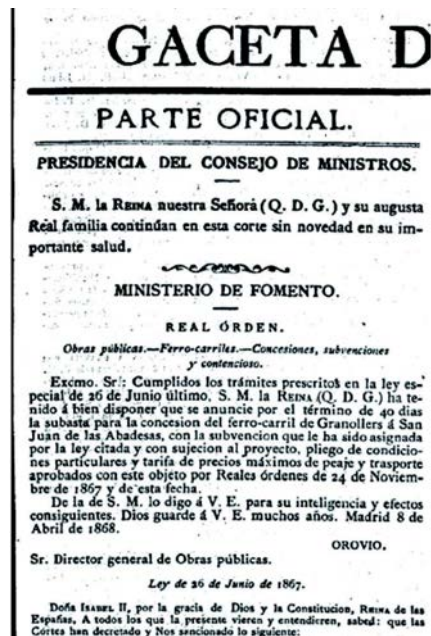 GACETA D
PARTE OFICIAL.
PRESIDENCIA DEL CONSEJO DE MINISTROS.
S. M. la REINA nuestra Señora (Q. D. G.) y su augusta
Real familia continúan en esta corte sin novedad en su im-
portante salud.
MINISTERIO DE FOMENTO.
REAL ÓRDEN.
Obras públicas.—Ferro-carriles.—Concesiones, subvenciones
y contencioso.
Excmo. Sr.: Cumplidos los trámites prescritos en la ley es-
pecial de 26 de Junio último, S. M. la REINA (Q. D. G.) ha te-
nido á bien disponer que se anuncie por el término de 40 dias
la subasta para la concesion del ferro-carril de Granollers á San
Juan de las Abadesas, con la subvencion que le ha sido asignada
por la ley citada y con sujecion al proyecto, pliego de condicio-
nes particulares y tarifa de precios máximos de peaje y trasporte
aprobados con este objeto por Reales órdenes de 24 de Noviem-
bre de 1867 y de esta fecha.
De la de S. M. lo digo á V. E. para su inteligencia y efectos
consiguientes. Dios guarde á V. E. muchos años. Madrid 8 de
Abril de 1868.
OROVIO.
Sr. Director general de Obras públicas.
Ley de 26 de Junio de 1867.
Doña ISABEL II, por la gracia de Dios y la Constitucion, REINA de las
Españas, A todos los que la presente vieren y entendieren, sabed: que las
Córtes han decretado y Nos sancionado lo siguiente: